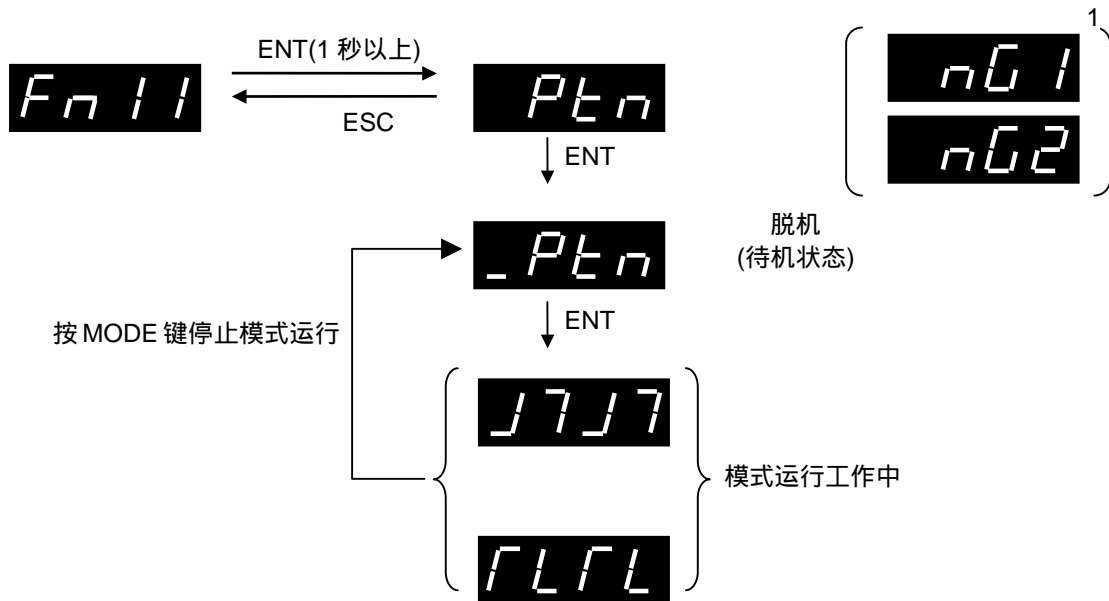 1
ENT(1 秒以上)
Fn11
Ptn
nG1
ESC
nG2
ENT
脱机
(待机状态)
_Ptn
ENT
按 MODE 键停止模式运行
模式运行工作中